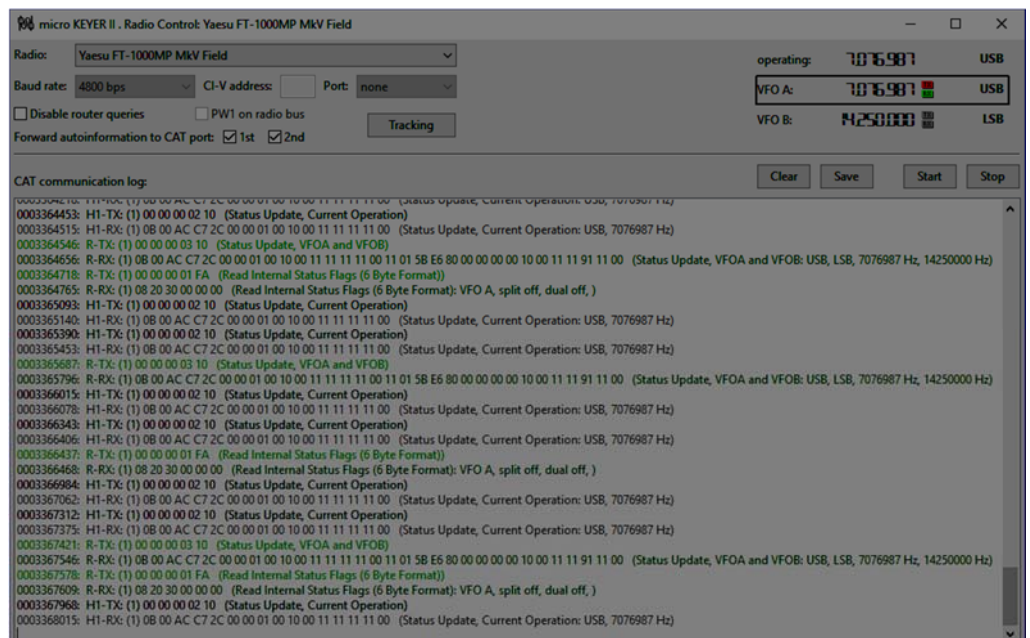 micro KEYER II . Radio Control: Yaesu FT-1000MP MkV Field
Radio: Yaesu FT-1000MP MkV Field
operating: 7.076.987 USB
Baud rate: 4800 bps CI-V address: Port: none
VFO A: 7.076.987 USB
Disable router queries PW1 on radio bus
Tracking
VFO B: 14.250.000 LSB
Forward autoinformation to CAT port: 1st 2nd
CAT communication log:
Clear Save Start Stop
0003364453: H1-TX: (1) 00 00 00 02 10 (Status Update, Current Operation)
0003364515: H1-RX: (1) 0B 00 AC C7 2C 00 00 01 00 10 00 11 11 11 11 00 (Status Update, Current Operation: USB, 7076987 Hz)
0003364546: R-TX: (1) 00 00 00 03 10 (Status Update, VFOA and VFOB)
0003364656: R-RX: (1) 0B 00 AC C7 2C 00 00 01 00 10 00 11 11 11 11 00 11 01 5B E6 80 00 00 00 00 10 00 11 11 91 11 00 (Status Update, VFOA and VFOB: USB, LSB, 7076987 Hz, 14250000 Hz)
0003364718: R-TX: (1) 00 00 00 01 FA (Read Internal Status Flags (6 Byte Format))
0003364765: R-RX: (1) 08 20 30 00 00 00 (Read Internal Status Flags (6 Byte Format): VFO A, split off, dual off, )
0003365093: H1-TX: (1) 00 00 00 02 10 (Status Update, Current Operation)
0003365140: H1-RX: (1) 0B 00 AC C7 2C 00 00 01 00 10 00 11 11 11 11 00 (Status Update, Current Operation: USB, 7076987 Hz)
0003365390: H1-TX: (1) 00 00 00 02 10 (Status Update, Current Operation)
0003365453: H1-RX: (1) 0B 00 AC C7 2C 00 00 01 00 10 00 11 11 11 11 00 (Status Update, Current Operation: USB, 7076987 Hz)
0003365687: R-TX: (1) 00 00 00 03 10 (Status Update, VFOA and VFOB)
0003365796: R-RX: (1) 0B 00 AC C7 2C 00 00 01 00 10 00 11 11 11 11 00 11 01 5B E6 80 00 00 00 00 10 00 11 11 91 11 00 (Status Update, VFOA and VFOB: USB, LSB, 7076987 Hz, 14250000 Hz)
0003366015: H1-TX: (1) 00 00 00 02 10 (Status Update, Current Operation)
0003366078: H1-RX: (1) 0B 00 AC C7 2C 00 00 01 00 10 00 11 11 11 11 00 (Status Update, Current Operation: USB, 7076987 Hz)
0003366343: H1-TX: (1) 00 00 00 02 10 (Status Update, Current Operation)
0003366406: H1-RX: (1) 0B 00 AC C7 2C 00 00 01 00 10 00 11 11 11 11 00 (Status Update, Current Operation: USB, 7076987 Hz)
0003366437: R-TX: (1) 00 00 00 01 FA (Read Internal Status Flags (6 Byte Format))
0003366468: R-RX: (1) 08 20 30 00 00 00 (Read Internal Status Flags (6 Byte Format): VFO A, split off, dual off, )
0003366984: H1-TX: (1) 00 00 00 02 10 (Status Update, Current Operation)
0003367062: H1-RX: (1) 0B 00 AC C7 2C 00 00 01 00 10 00 11 11 11 11 00 (Status Update, Current Operation: USB, 7076987 Hz)
0003367312: H1-TX: (1) 00 00 00 02 10 (Status Update, Current Operation)
0003367375: H1-RX: (1) 0B 00 AC C7 2C 00 00 01 00 10 00 11 11 11 11 00 (Status Update, Current Operation: USB, 7076987 Hz)
0003367421: R-TX: (1) 00 00 00 03 10 (Status Update, VFOA and VFOB)
0003367546: R-RX: (1) 0B 00 AC C7 2C 00 00 01 00 10 00 11 11 11 11 00 11 01 5B E6 80 00 00 00 00 10 00 11 11 91 11 00 (Status Update, VFOA and VFOB: USB, LSB, 7076987 Hz, 14250000 Hz)
0003367578: R-TX: (1) 00 00 00 01 FA (Read Internal Status Flags (6 Byte Format))
0003367609: R-RX: (1) 08 20 30 00 00 00 (Read Internal Status Flags (6 Byte Format): VFO A, split off, dual off, )
0003367968: H1-TX: (1) 00 00 00 02 10 (Status Update, Current Operation)
0003368015: H1-RX: (1) 0B 00 AC C7 2C 00 00 01 00 10 00 11 11 11 11 00 (Status Update, Current Operation: USB, 7076987 Hz)